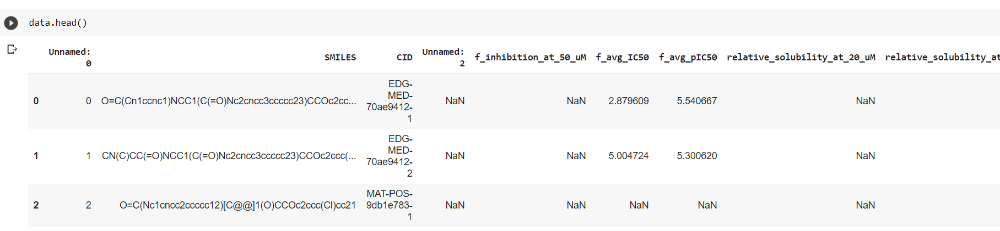 data.head()
Unnamed: 0 SMILES CID Unnamed: 2 f_inhibition_at_50_uM f_avg_IC50 f_avg_pIC50 relative_solubility_at_20_uM relative_solubility_at
0 0 O=C(Cn1ccnc1)NCC1(C(=O)Nc2cncc3ccccc23)CCOc2cc... EDG-MED-70ae9412-1 NaN NaN 2.879609 5.540667 NaN
1 1 CN(C)CC(=O)NCC1(C(=O)Nc2cncc3ccccc23)CCOc2ccc(... EDG-MED-70ae9412-2 NaN NaN 5.004724 5.300620 NaN
2 2 O=C(Nc1cncc2ccccc12)[C@@]1(O)CCOc2ccc(Cl)cc21 MAT-POS-9db1e783-1 NaN NaN NaN NaN NaN